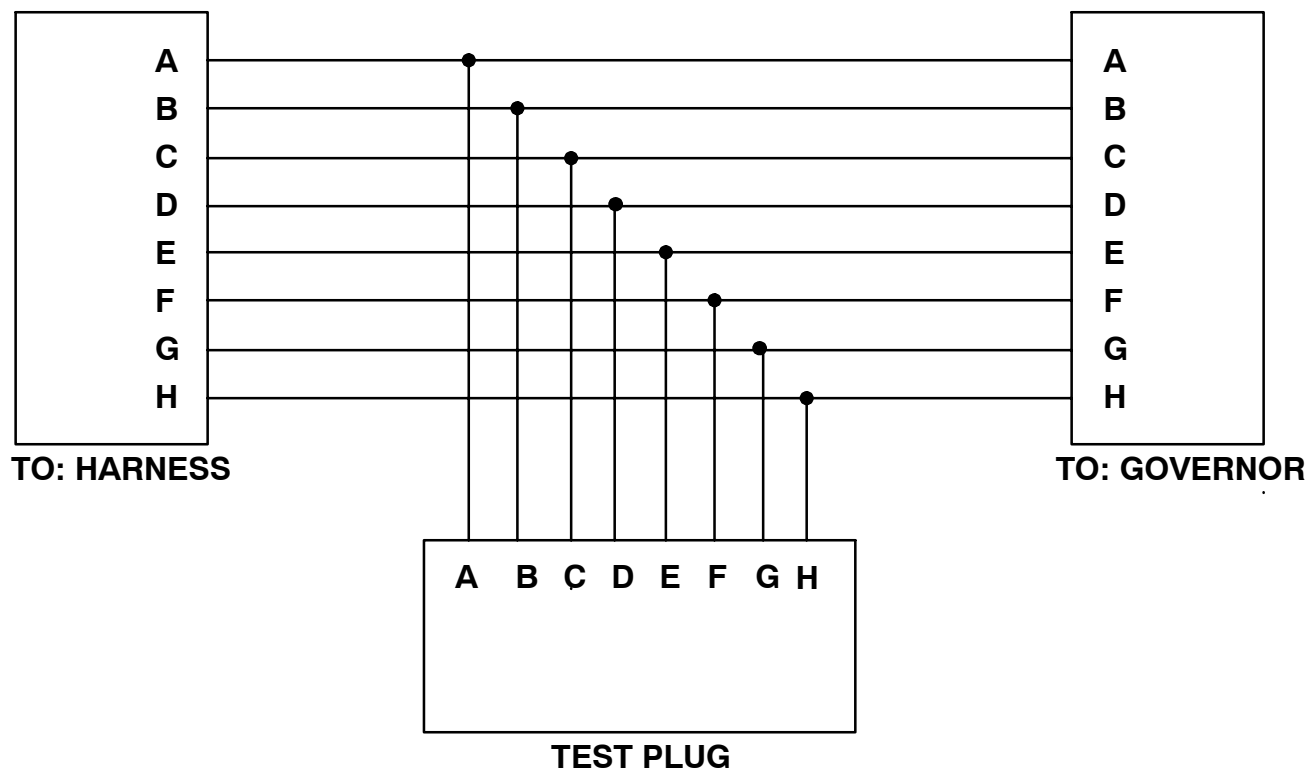 A A
B B
C C
D D
E E
F F
G G
H H
TO: HARNESS TO: GOVERNOR
A B C D E F G H
TEST PLUG